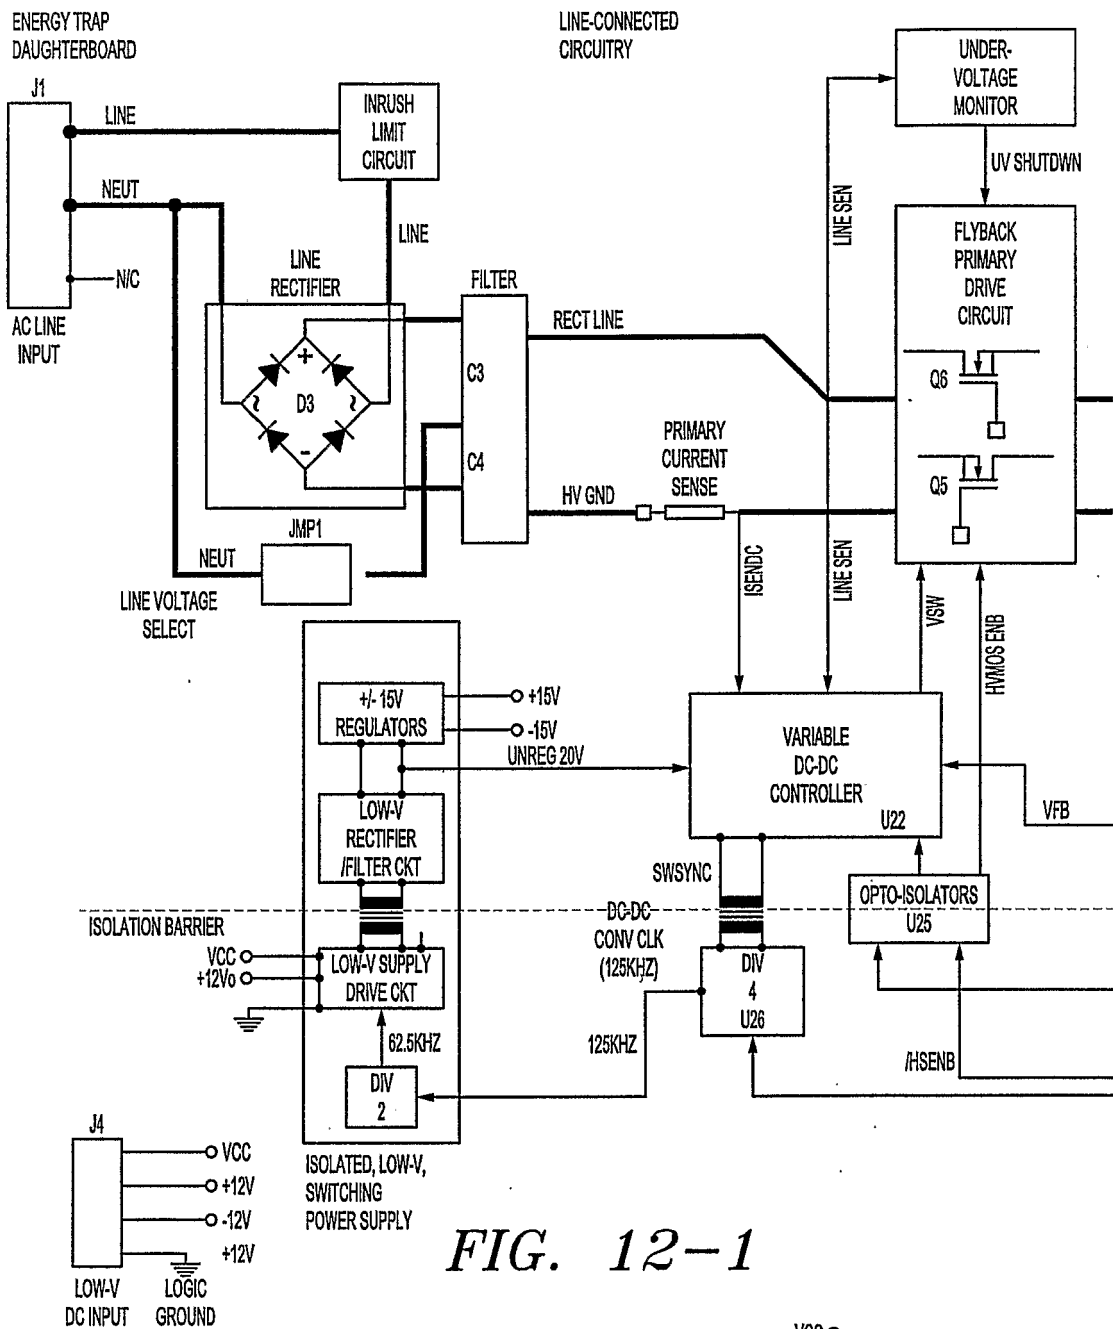 ENERGY TRAP
DAUGHTERBOARD
LINE-CONNECTED
CIRCUITRY
J1
LINE
NEUT
N/C
AC LINE
INPUT
INRUSH
LIMIT
CIRCUIT
LINE
LINE
RECTIFIER
D3
+
-
~
~
FILTER
C3
C4
RECT LINE
HV GND
PRIMARY
CURRENT
SENSE
UNDER-
VOLTAGE
MONITOR
UV SHUTDWN
LINE SEN
FLYBACK
PRIMARY
DRIVE
CIRCUIT
Q6
Q5
JMP1
NEUT
LINE VOLTAGE
SELECT
ISENDC
LINE SEN
VSW
HVMOS ENB
+/- 15V
REGULATORS
+15V
-15V
UNREG 20V
VARIABLE
DC-DC
CONTROLLER
U22
VFB
LOW-V
RECTIFIER
/FILTER CKT
SWSYNC
OPTO-ISOLATORS
U25
ISOLATION BARRIER
DC-DC
CONV CLK
(125KHZ)
VCC
+12Vo
LOW-V SUPPLY
DRIVE CKT
DIV
4
U26
62.5KHZ
125KHZ
/HSENB
DIV
2
J4
VCC
+12V
-12V
+12V
LOW-V
DC INPUT
LOGIC
GROUND
ISOLATED, LOW-V,
SWITCHING
POWER SUPPLY
FIG. 12-1